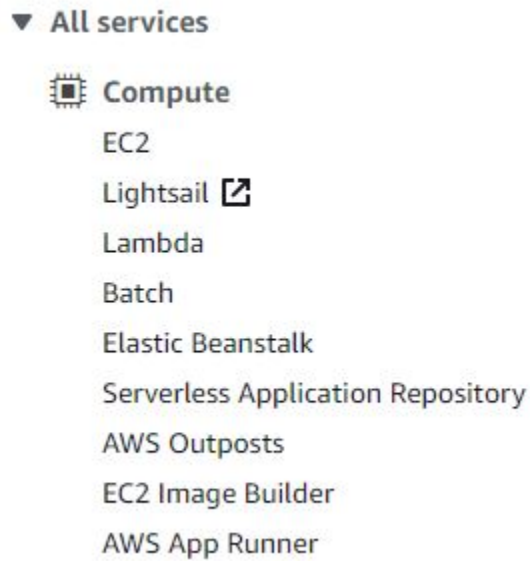 All services
Compute
EC2
Lightsail
Lambda
Batch
Elastic Beanstalk
Serverless Application Repository
AWS Outposts
EC2 Image Builder
AWS App Runner